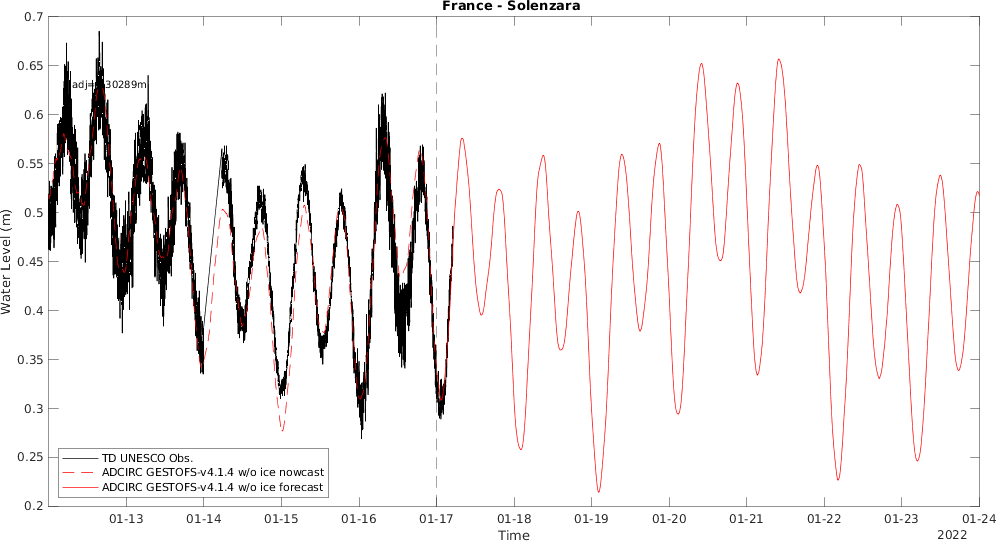 France - Solenzara
0.7
0.65
0.6
0.55
0.5
0.45
0.4
0.35
0.3
0.25
0.2
Water Level (m)
TD UNESCO Obs.
ADCIRC GESTOFS-v4.1.4 w/o ice nowcast
ADCIRC GESTOFS-v4.1.4 w/o ice forecast
01-13 01-14 01-15 01-16 01-17 01-18 01-19 01-20 01-21 01-22 01-23 01-24
Time
2022